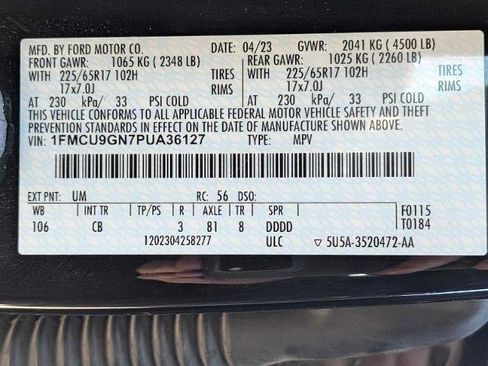 MFD. BY FORD MOTOR CO. 04/23 GVWR: 2041 KG (4500 LB)
FRONT GAWR: 1065 KG (2348 LB) REAR GAWR: 1025 KG (2260 LB)
WITH 225/65R17 102H TIRES WITH 225/65R17 102H TIRES
17x7.0J RIMS 17x7.0J RIMS
AT 230 kPa/ 33 PSI COLD AT 230 kPa/ 33 PSI COLD
THIS VEHICLE CONFORMS TO ALL APPLICABLE FEDERAL MOTOR VEHICLE SAFETY AND THEFT
PREVENTION STANDARDS IN EFFECT ON THE DATE OF MANUFACTURE SHOWN ABOVE.
VIN: 1FMCU9GN7PUA36127 TYPE: MPV
EXT PNT: UM RC: 56 DSO:
WB INT TR TP/PS R AXLE TR SPR F0115
106 CB 3 81 8 DDDD T0184
1202304258277 ULC 5U5A-3520472-AA